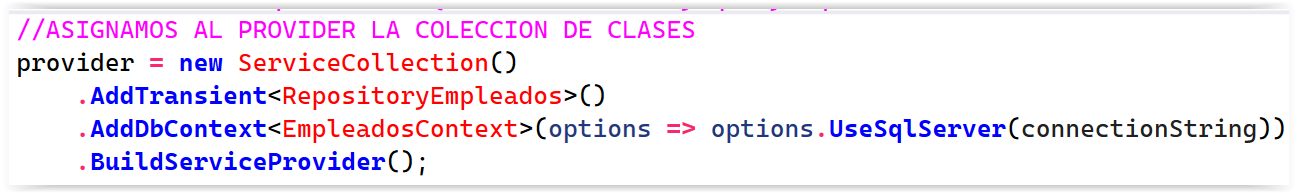 //ASIGNAMOS AL PROVIDER LA COLECCION DE CLASES
provider = new ServiceCollection()
    .AddTransient<RepositoryEmpleados>()
    .AddDbContext<EmpleadosContext>(options => options.UseSqlServer(connectionString))
    .BuildServiceProvider();